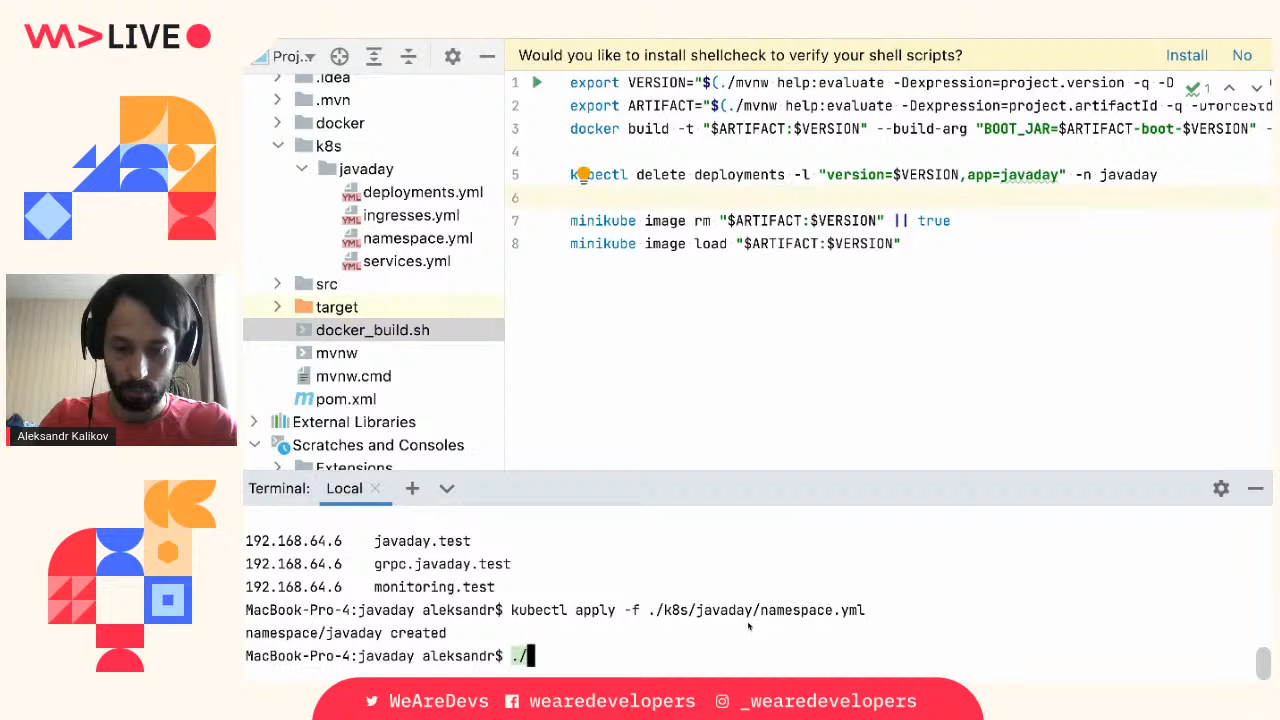 WA>LIVE
Proj..
Would you like to install shellcheck to verify your shell scripts?
Install
No
.idea
.mvn
docker
k8s
javaday
deployments.yml
ingresses.yml
namespace.yml
services.yml
src
target
docker_build.sh
mvnw
mvnw.cmd
pom.xml
External Libraries
Scratches and Consoles
Extensions
1 export VERSION="$(./mvnw help:evaluate -Dexpression=project.version -q -D
1
2 export ARTIFACT="$(./mvnw help:evaluate -Dexpression=project.artifactId -q -DforceStd
3 docker build -t "$ARTIFACT:$VERSION" --build-arg "BOOT_JAR=$ARTIFACT-boot-$VERSION" -
4
5 kubectl delete deployments -l "version=$VERSION,app=javaday" -n javaday
6
7 minikube image rm "$ARTIFACT:$VERSION" || true
8 minikube image load "$ARTIFACT:$VERSION"
Aleksandr Kalikov
Terminal: Local
192.168.64.6 javaday.test
192.168.64.6 grpc.javaday.test
192.168.64.6 monitoring.test
MacBook-Pro-4:javaday aleksandr$ kubectl apply -f ./k8s/javaday/namespace.yml
namespace/javaday created
MacBook-Pro-4:javaday aleksandr$ ./
WeAreDevs wearedevelopers _wearedevelopers